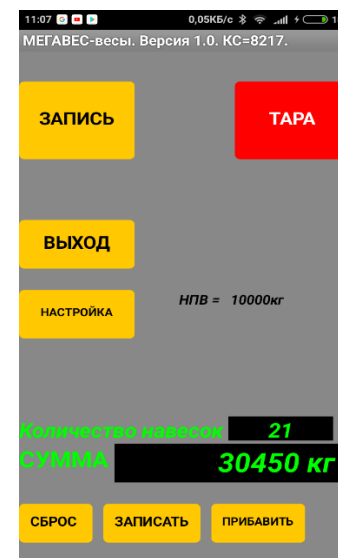 11:07 0,05КБ/с
МЕГАВЕС-весы. Версия 1.0. КС=8217.
ЗАПИСЬ ТАРА
ВЫХОД
НАСТРОЙКА НПВ = 10000кг
Количество навесок 21
СУММА 30450 кг
СБРОС ЗАПИСАТЬ ПРИБАВИТЬ